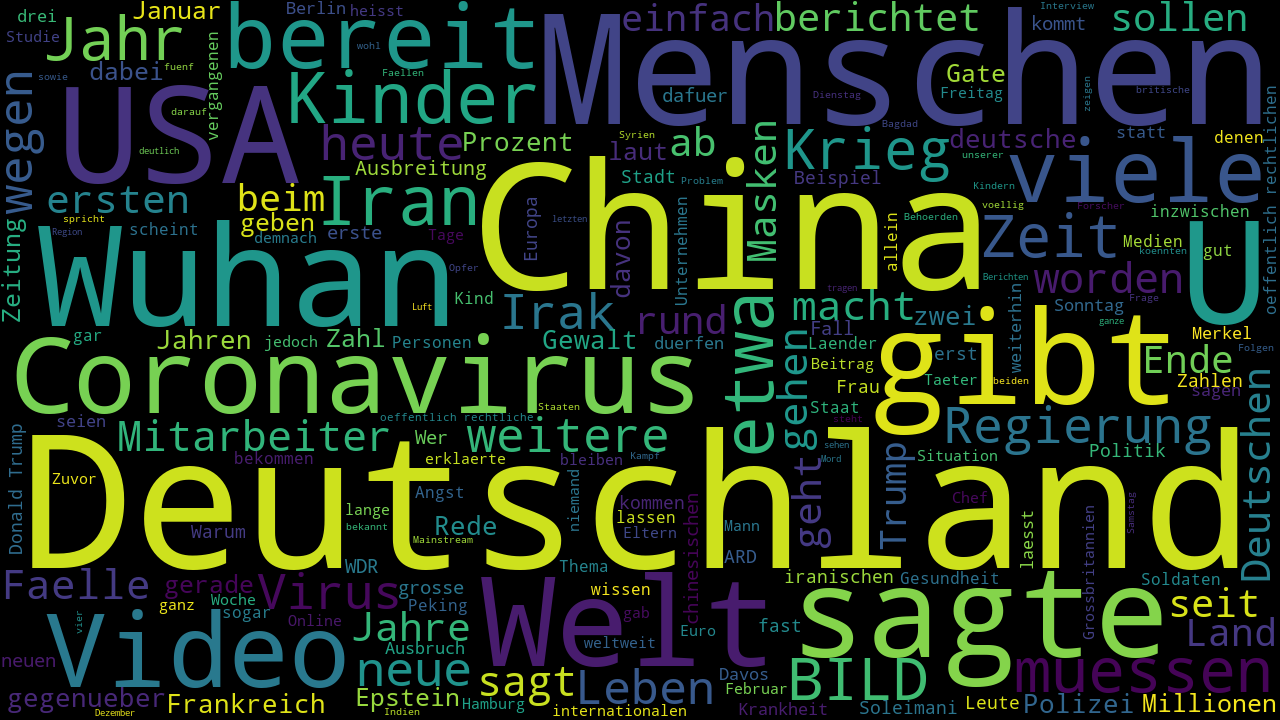 drei
Jahr
Januar
bereit
Berlin
heisst
wohl
Menschen
einfach
berichtet
Interview
kommt
sollen
Studie
dabei
fuenf
sowie
vergangenen
Faellen
Kinder
USA
wegen
darauf
deutlich
dafuer
Dienstag
Gate
Freitag
zeigen
britische
oeffentlich rechtlichen
heute
Prozent
Syrien
laut
ab
Masken
Krieg
Bagdad
deutsche
unserer
statt
denen
viele
Ausbreitung
Stadt
Problem
Beispiel
Kindern
voellig
Forscher
ersten
beim
Iran
China
geben
spricht
Region
scheint
demnach
erste
Tage
letzten
Europa
davon
Unternehmen
allein
Behoerden
Zeit
inzwischen
Medien
gut
koennten
U
Zeitung
Wuhan
Opfer
Luft
Kind
Irak
rund
tragen
Berichten
worden
Frage
weiterhin
Sonntag
ganze
macht
zwei
gibt
gar
Jahren
jedoch
Zahl
Personen
Gewalt
duerfen
etwa
gehen
Fall
Laender
Beitrag
erst
Merkel
Folgen
Ende
Coronavirus
Frau
Taeter
beiden
Zahlen
sagen
Staaten
Staat
steht
Regierung
Deutschen
seien
oeffentlich rechtliche
Mitarbeiter
Wer
weitere
sehen
Mord
Situation
Politik
Donald Trump
bekommen
erklaerte
bleiben
Kampf
geht
Trump
Deutschland
Zuvor
Angst
niemand
kommen
chinesischen
Chef
Samstag
lange
lassen
Warum
bekannt
Rede
Eltern
Mann
Mainstream
ARD
laesst
Grossbritannien
WDR
Thema
Faelle
gerade
Virus
grosse
wissen
Welt
iranischen
Gesundheit
Soldaten
sagte
seit
ganz
Woche
sogar
Peking
gab
vier
Video
Online
Jahre
Euro
fast
Land
Ausbruch
weltweit
neuen
neue
Davos
BILD
muessen
gegenueber
Frankreich
Epstein
sagt
Leben
Februar
Hamburg
Krankheit
Soleimani
Leute
Polizei
Millionen
Dezember
Indien
internationalen